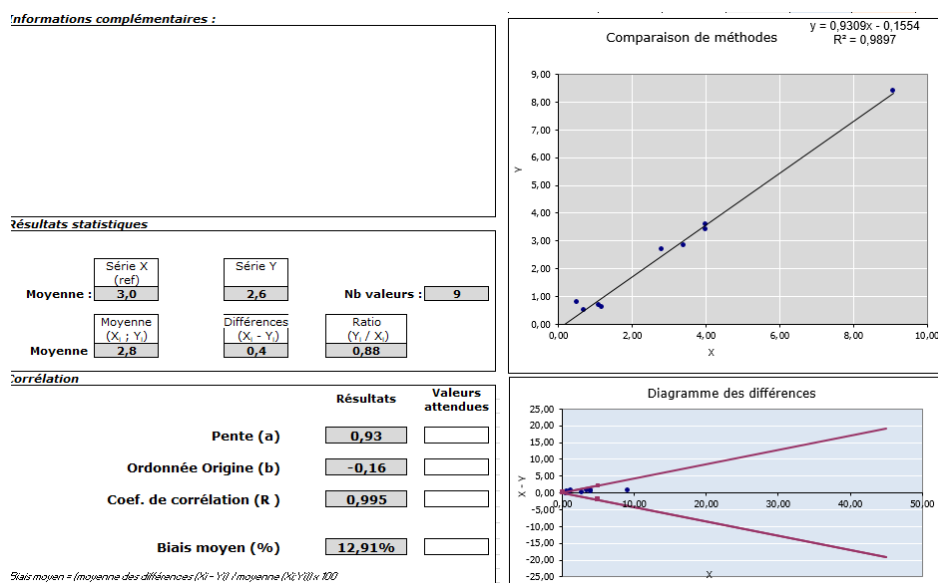 Informations complémentaires :
Résultats statistiques
Série X
(ref)
Série Y
Moyenne : 3,0 2,6 Nb valeurs : 9
Moyenne
(Xi ; Yi)
Différences
(Xi - Yi)
Ratio
(Yi / Xi)
Moyenne 2,8 0,4 0,88
Corrélation
Résultats
Valeurs
attendues
Pente (a) 0,93
Ordonnée Origine (b) -0,16
Coef. de corrélation (R ) 0,995
Biais moyen (%) 12,91%
Biais moyen = (moyenne des différences (Xi - Yi) / moyenne (Xi;Yi)) x 100
Comparaison de méthodes
y = 0,9309x - 0,1554
R² = 0,9897
9,00
8,00
7,00
6,00
5,00
4,00
3,00
2,00
1,00
0,00
Y
0,00 2,00 4,00 6,00 8,00 10,00
X
Diagramme des différences
25,00
20,00
15,00
10,00
5,00
0,00
-5,00
-10,00
-15,00
-20,00
-25,00
X - Y
0,00 10,00 20,00 30,00 40,00 50,00
X